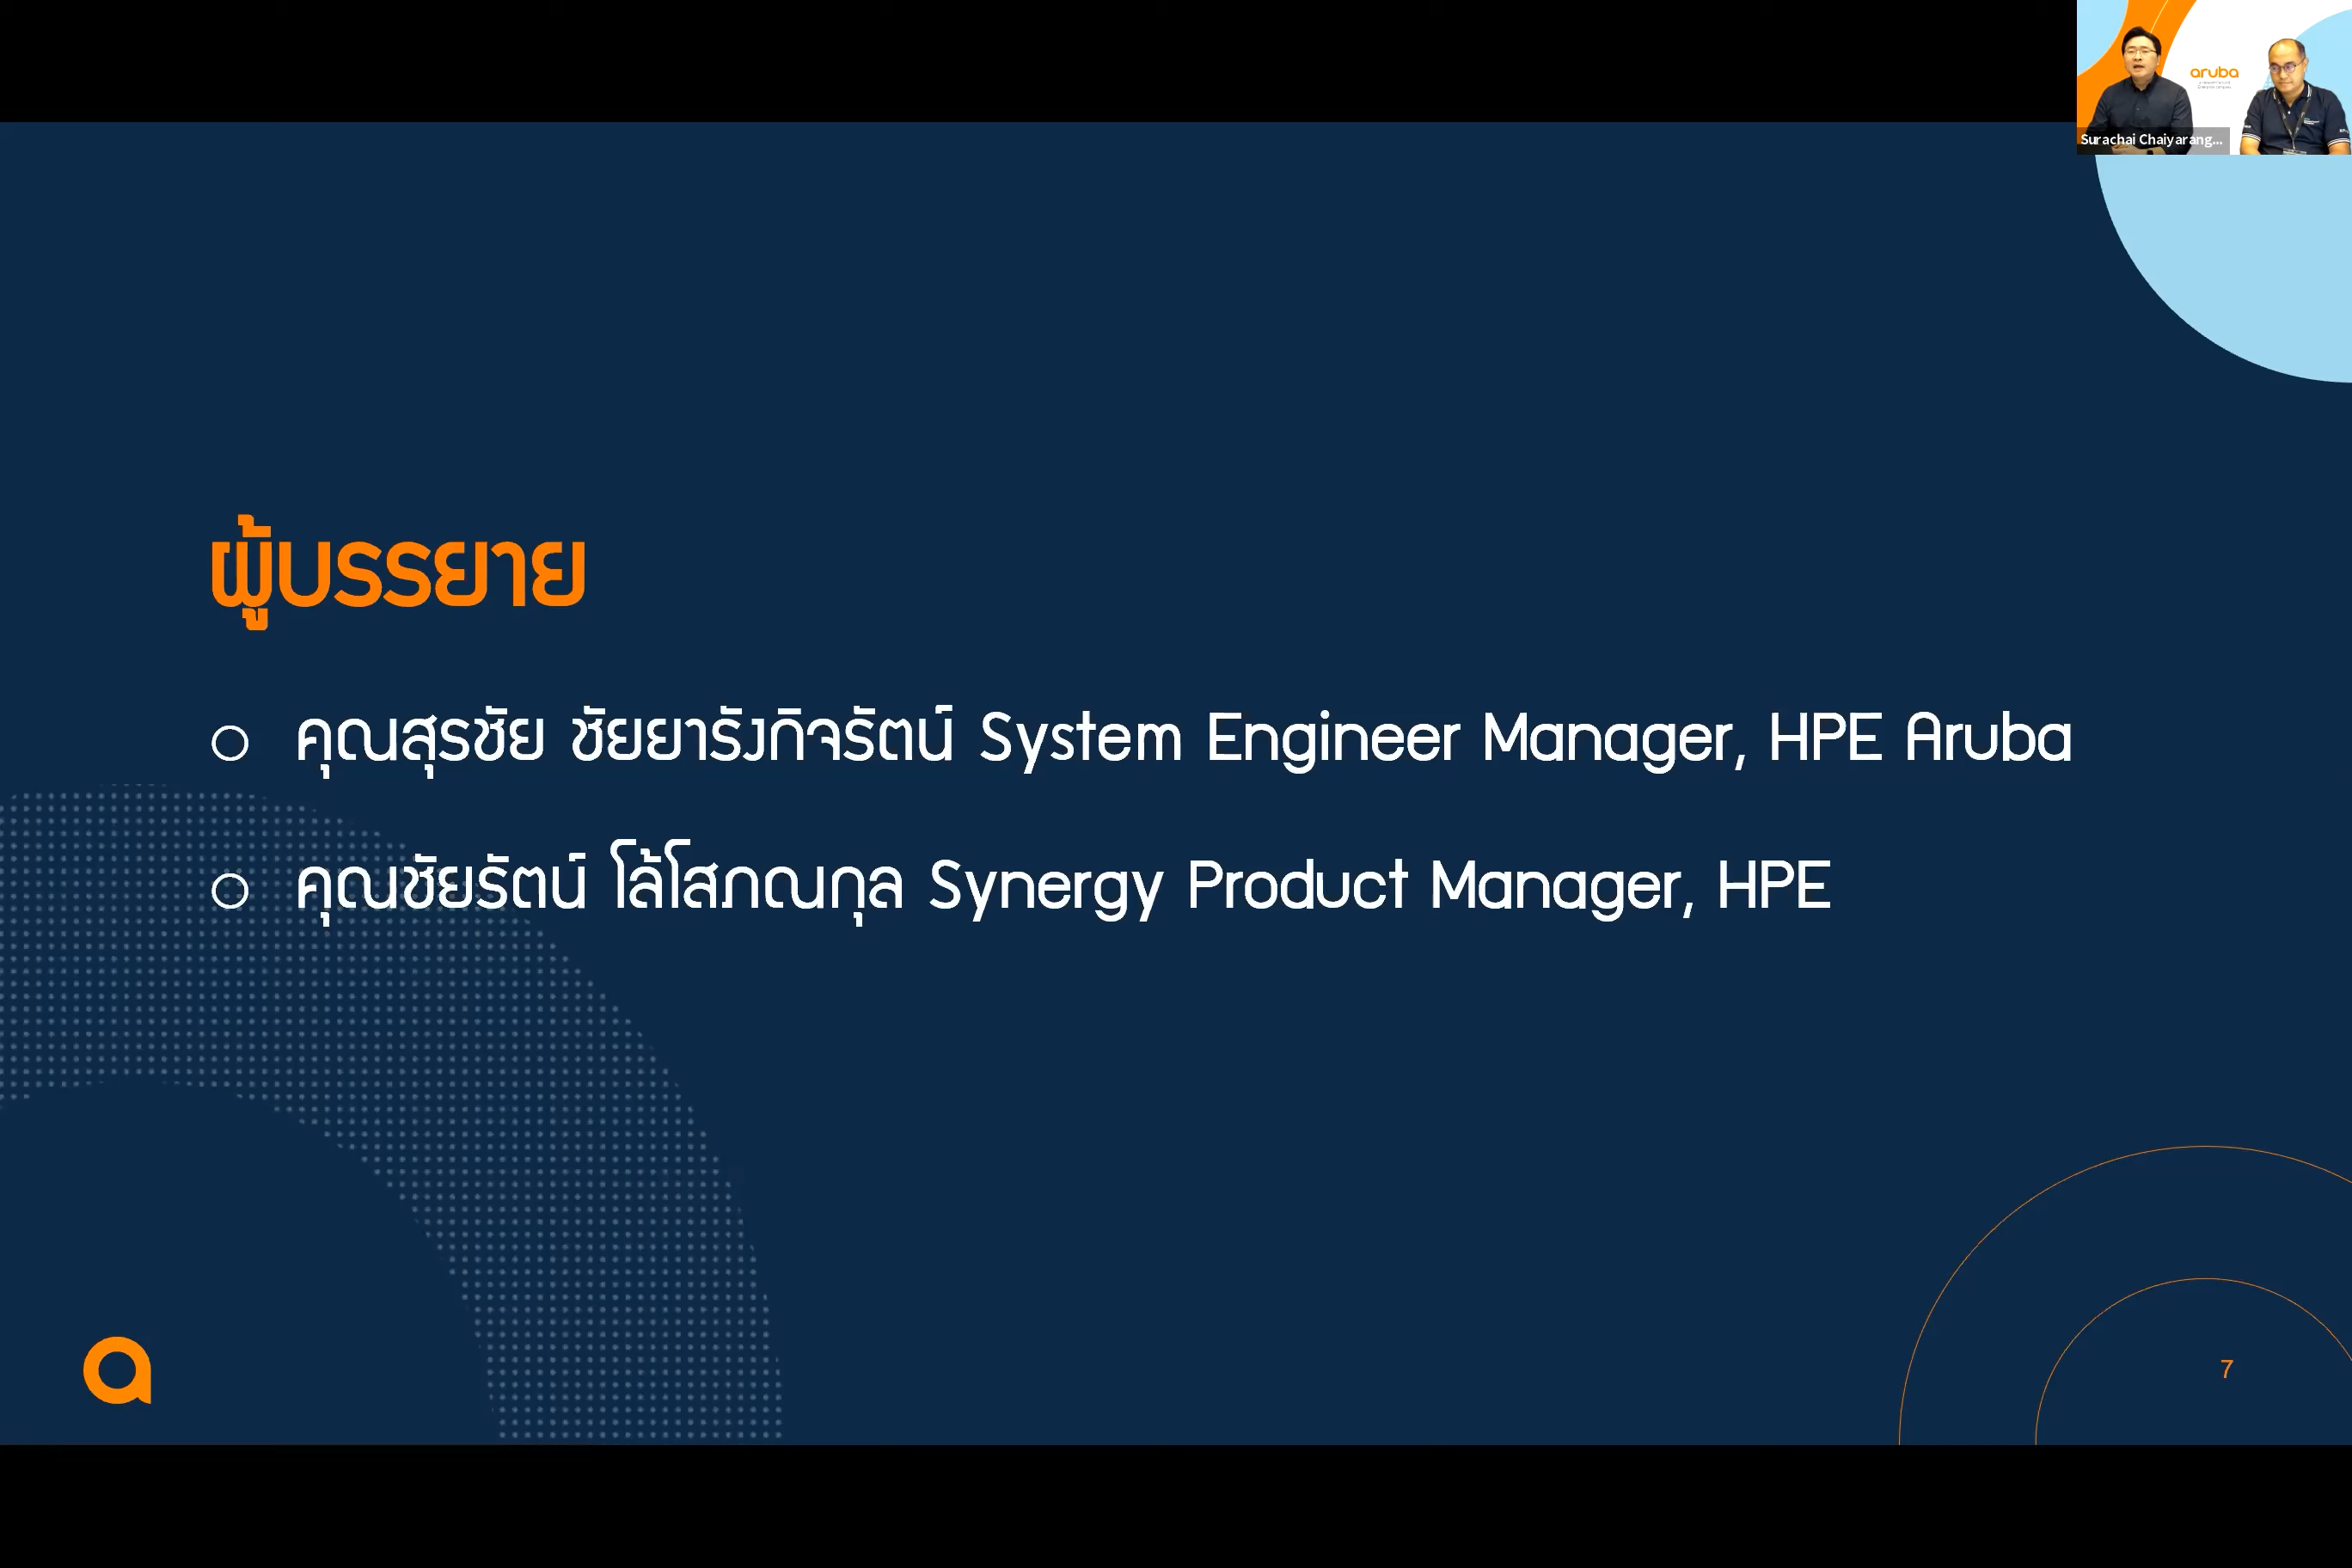 aruba
Surachai Chaiyarang...
ผู้บรรยาย
คุณสุรชัย ชัยยารังกิจรัตน์ System Engineer Manager, HPE Aruba
คุณชัยรัตน์ โล้โสภณกุล Synergy Product Manager, HPE
7